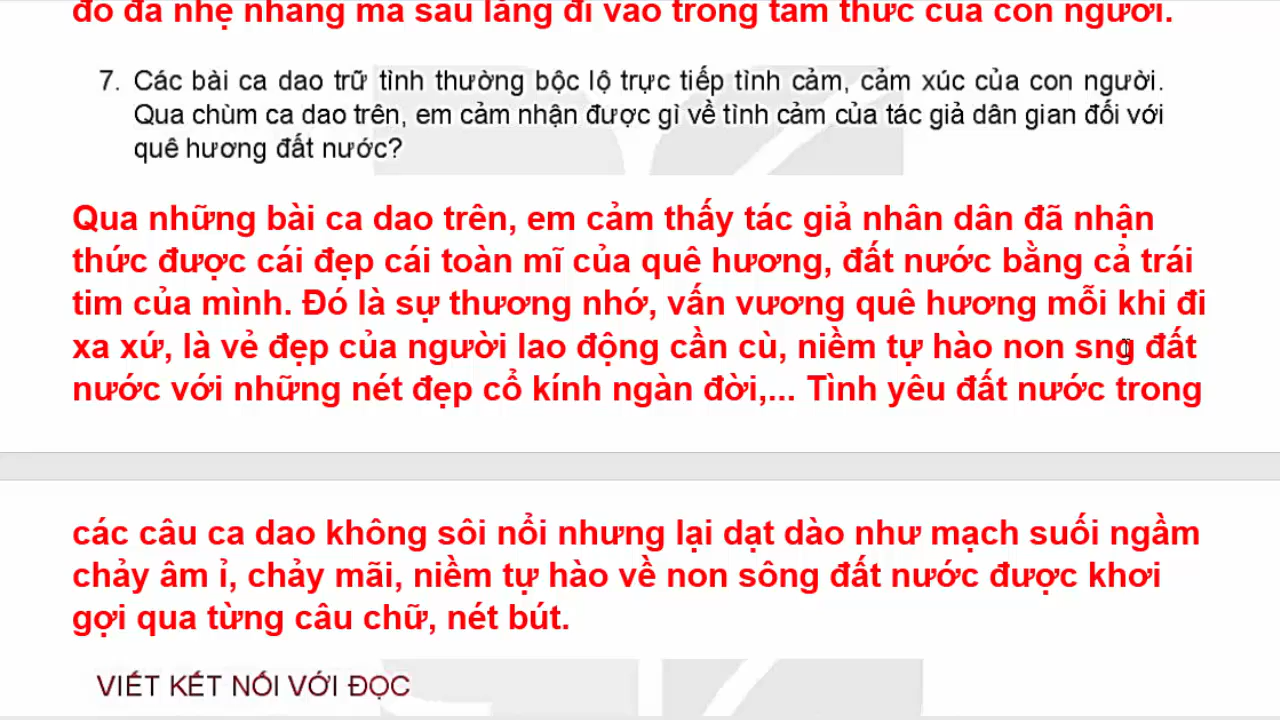 đó đã nhẹ nhàng mà sâu lắng đi vào trong tâm thức của con người.
7. Các bài ca dao trữ tình thường bộc lộ trực tiếp tình cảm, cảm xúc của con người.
Qua chùm ca dao trên, em cảm nhận được gì về tình cảm của tác giả dân gian đối với
quê hương đất nước?
Qua những bài ca dao trên, em cảm thấy tác giả nhân dân đã nhận
thức được cái đẹp cái toàn mĩ của quê hương, đất nước bằng cả trái
tim của mình. Đó là sự thương nhớ, vấn vương quê hương mỗi khi đi
xa xứ, là vẻ đẹp của người lao động cần cù, niềm tự hào non sng đất
nước với những nét đẹp cổ kính ngàn đời,... Tình yêu đất nước trong
các câu ca dao không sôi nổi nhưng lại dạt dào như mạch suối ngầm
chảy âm ỉ, chảy mãi, niềm tự hào về non sông đất nước được khơi
gợi qua từng câu chữ, nét bút.
VIẾT KẾT NỐI VỚI ĐỌC